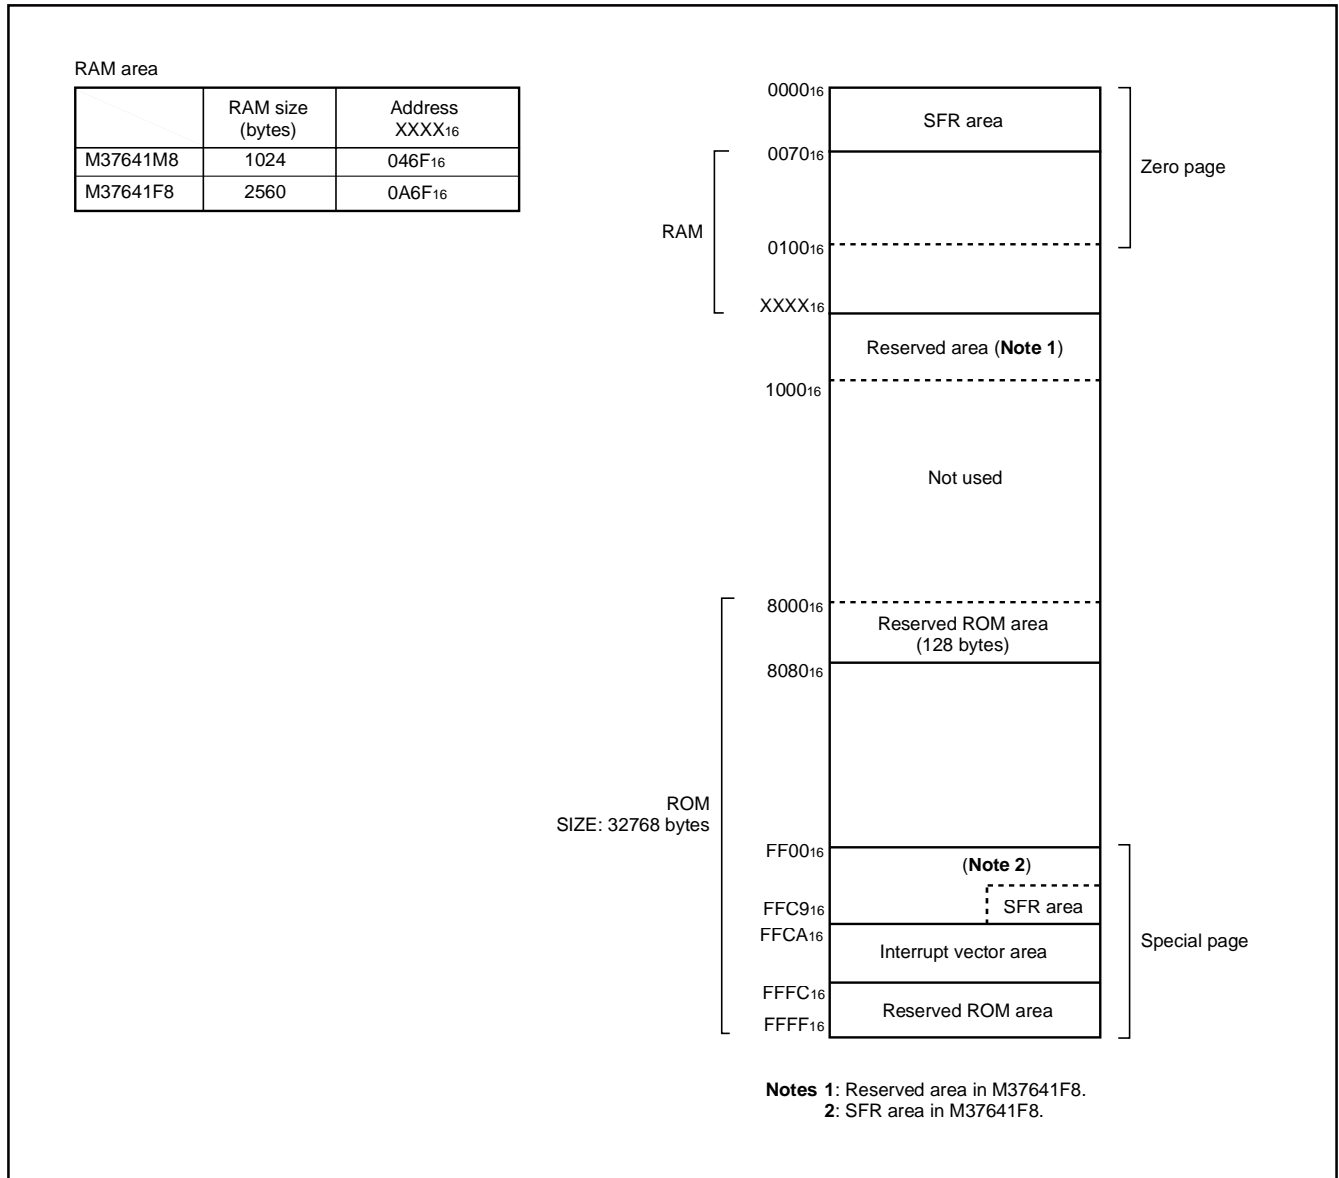 RAM area
RAM size
(bytes)
Address
XXXX16
M37641M8 1024 046F16
M37641F8 2560 0A6F16
000016
SFR area
007016
Zero page
RAM
010016
XXXX16
Reserved area (Note 1)
100016
Not used
800016
Reserved ROM area
(128 bytes)
808016
ROM
SIZE: 32768 bytes
FF0016
(Note 2)
FFC916
SFR area
FFCA16
Special page
Interrupt vector area
FFFC16
Reserved ROM area
FFFF16
Notes 1: Reserved area in M37641F8.
2: SFR area in M37641F8.